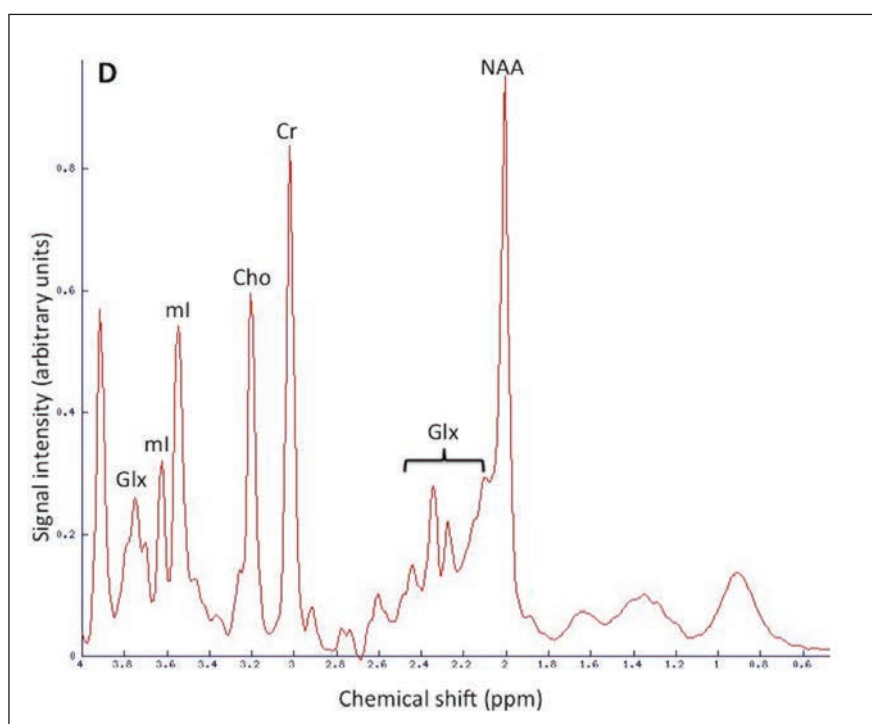 D
NAA
Cr
Cho
mI
mI
Glx
Glx
Signal intensity (arbitrary units)
0.8
0.6
0.4
0.2
0
4 3.8 3.6 3.4 3.2 3 2.8 2.6 2.4 2.2 2 1.8 1.6 1.4 1.2 1 0.8 0.6
Chemical shift (ppm)